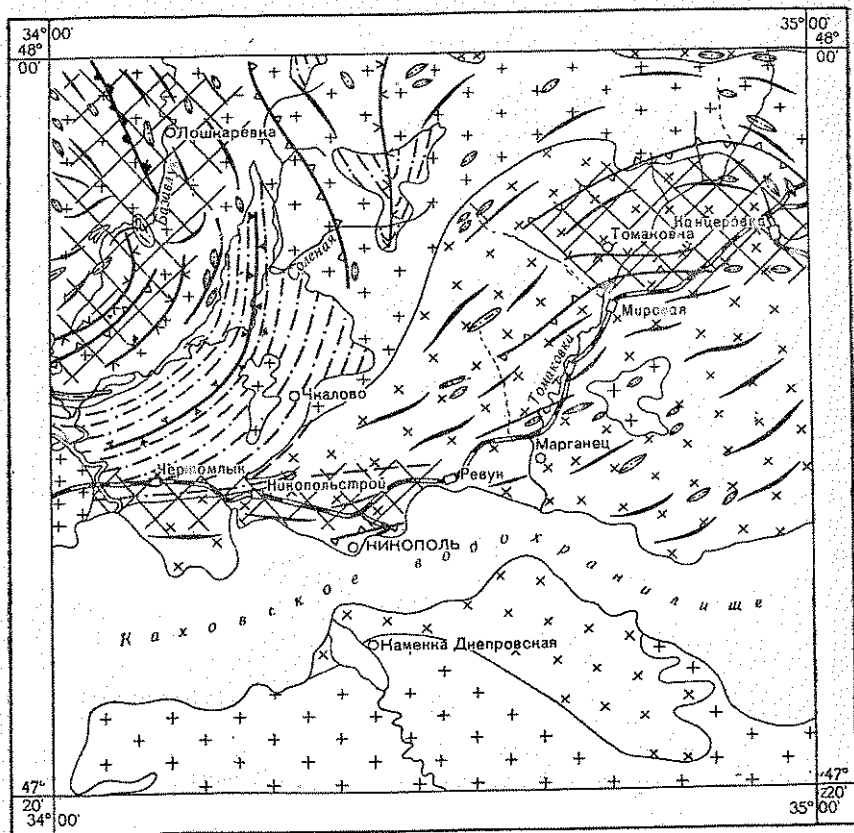 34° 00′
35° 00′
48° 00′
48° 00′
Лошкарёвка
Базавлук
Соленая
Томаковка
Канцеровка
Мировая
Томаковка
Чкалово
Марганец
Чертомлык
Никопольстрой
Ревун
НИКОПОЛЬ
Каховское водохранилище
Каменка Днепровская
47° 20′
47° 20′
34° 00′
35° 00′